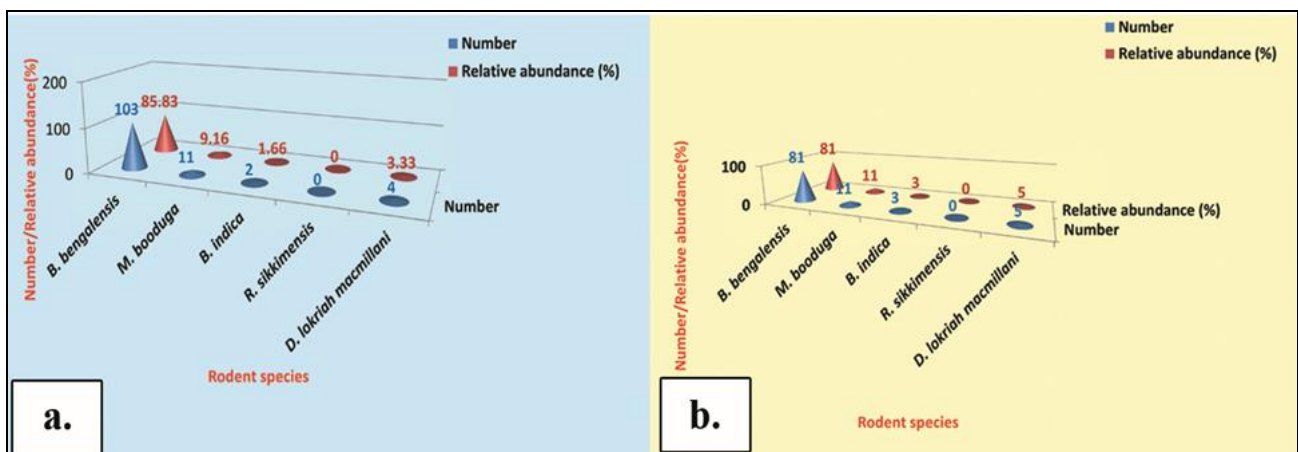 Number
Relative abundance (%)
Number/Relative abundance(%)
200
100
0
103
85.83
11
9.16
2
1.66
0
0
4
3.33
Number
B. bengalensis
M. booduga
B. indica
R. sikkimensis
D. lokriah macmillani
Rodent species
a.
Number
Relative abundance (%)
Number/Relative abundance(%)
100
0
81
81
11
11
3
3
0
0
5
5
Relative abundance (%)
Number
B. bengalensis
M. booduga
B. indica
R. sikkimensis
D. lokriah macmillani
Rodent species
b.